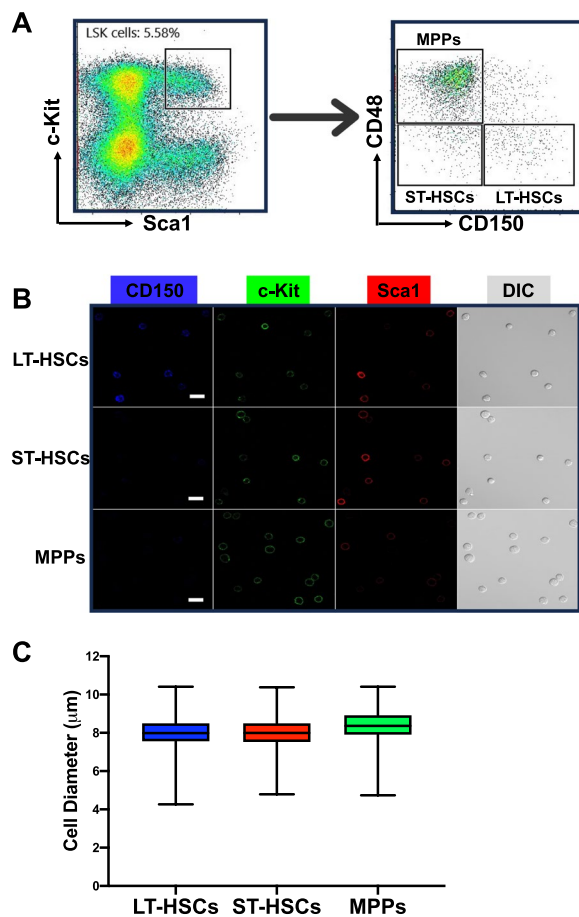 A
LSK cells: 5.58%
c-Kit
Sca1
MPPs
CD48
ST-HSCs
LT-HSCs
CD150
B
CD150
c-Kit
Sca1
DIC
LT-HSCs
ST-HSCs
MPPs
C
Cell Diameter (μm)
12
10
8
6
4
2
0
LT-HSCs
ST-HSCs
MPPs